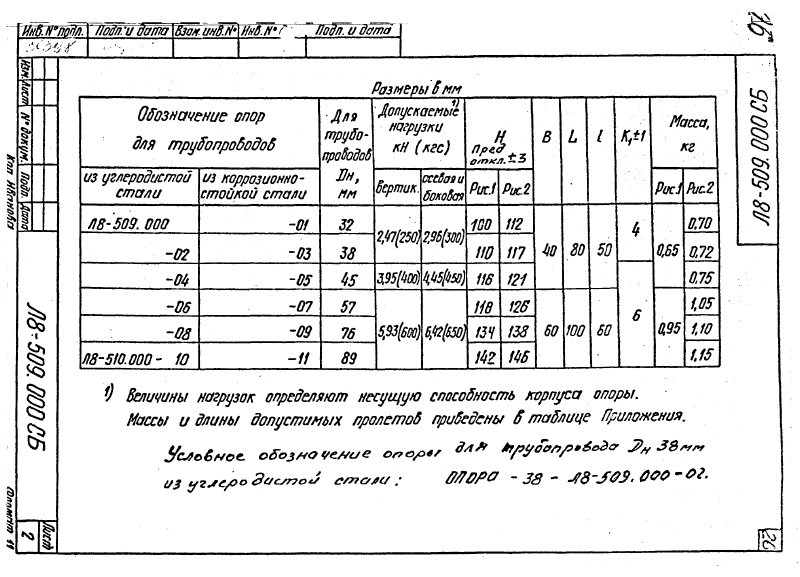 Инв. № подл. Подп. и дата Взам. инв. № Инв. № Подп. и дата
26
Л8-509.000 СБ
Размеры в мм
Обозначение опор для трубопроводов
Для трубопроводов Dн, мм
Допускаемые 1) нагрузки кН (кгс)
H, пред откл. ±3
B L l K, ±1
Масса, кг
из углеродистой стали
из коррозионно-стойкой стали
Вертик. осевая и боковая Рис.1 Рис.2 Рис.1 Рис.2
Л8-509.000 -01 32 2,47(250) 2,96(300) 100 112 40 80 50 4 0,65 0,70
-02 -03 38 110 117 0,72
-04 -05 45 3,95(400) 4,45(450) 116 121 6 0,75
-06 -07 57 5,93(600) 6,42(650) 118 126 60 100 60 0,95 1,05
-08 -09 76 134 138 1,10
Л8-510.000 - 10 -11 89 142 146 1,15
1) Величины нагрузок определяют несущую способность корпуса опоры.
Массы и длины допустимых пролетов приведены в таблице Приложения.
Условное обозначение опоры для трубопровода Dн 38мм
из углеродистой стали: ОПОРА - 38 - Л8-509.000-02.
Изм. Лист № докум. Подп. Дата
Л8-509.000 СБ
Лист
2
26